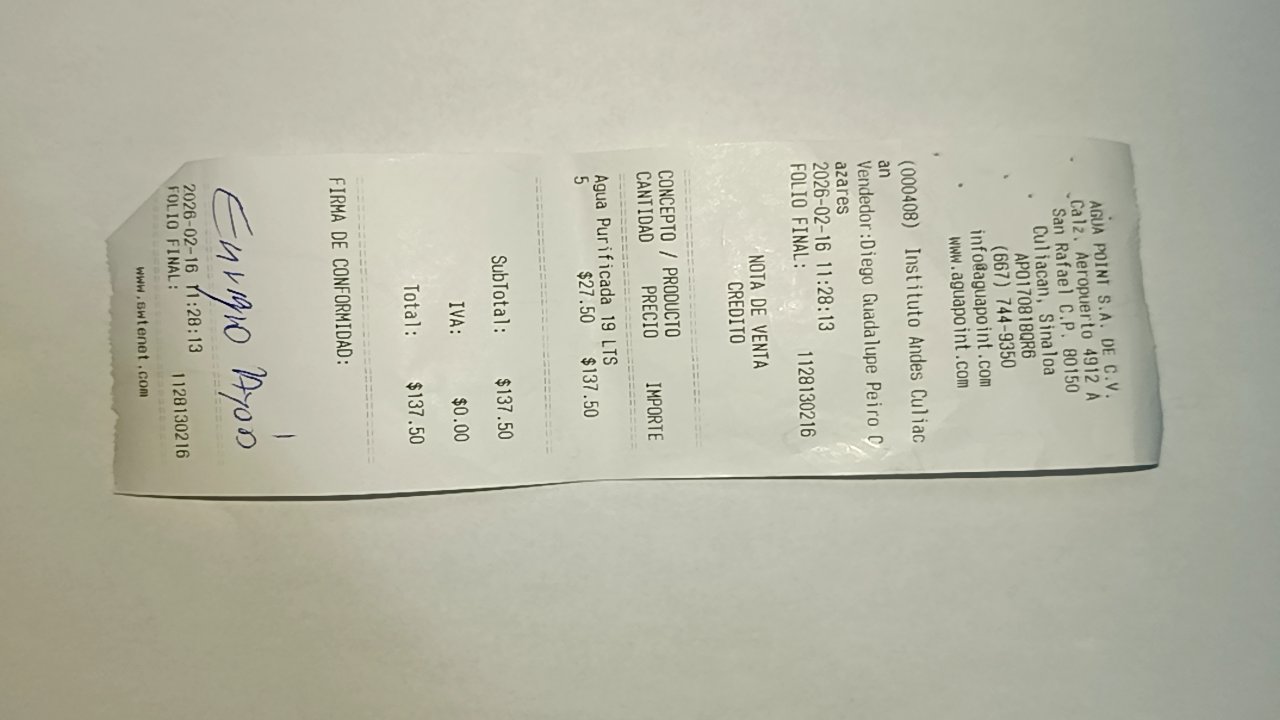 AGUA POINT S.A. DE C.V.
Calz. Aeropuerto 4912 A
San Rafael C.P. 80150
Culiacan, Sinaloa
APO170818QR6
(667) 744-9350
info@aguapoint.com
www.aguapoint.com
(000408) Instituto Andes Culiac
an
Vendedor:Diego Guadalupe Peiro C
azares
2026-02-16 11:28:13
FOLIO FINAL: 1128130216
NOTA DE VENTA
CREDITO
CONCEPTO / PRODUCTO
CANTIDAD PRECIO IMPORTE
Agua Purificada 19 LTS
5 $27.50 $137.50
SubTotal: $137.50
IVA: $0.00
Total: $137.50
FIRMA DE CONFORMIDAD:
2026-02-16 11:28:13
FOLIO FINAL: 1128130216
www.swtenet.com